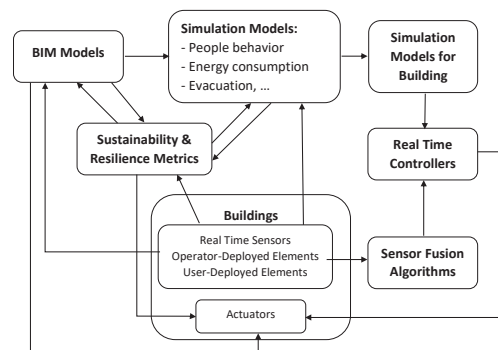 BIM Models
Simulation Models:
- People behavior
- Energy consumption
- Evacuation, ...
Simulation
Models for
Building
Sustainability &
Resilience Metrics
Real Time
Controllers
Buildings
Real Time Sensors
Operator-Deployed Elements
User-Deployed Elements
Sensor Fusion
Algorithms
Actuators